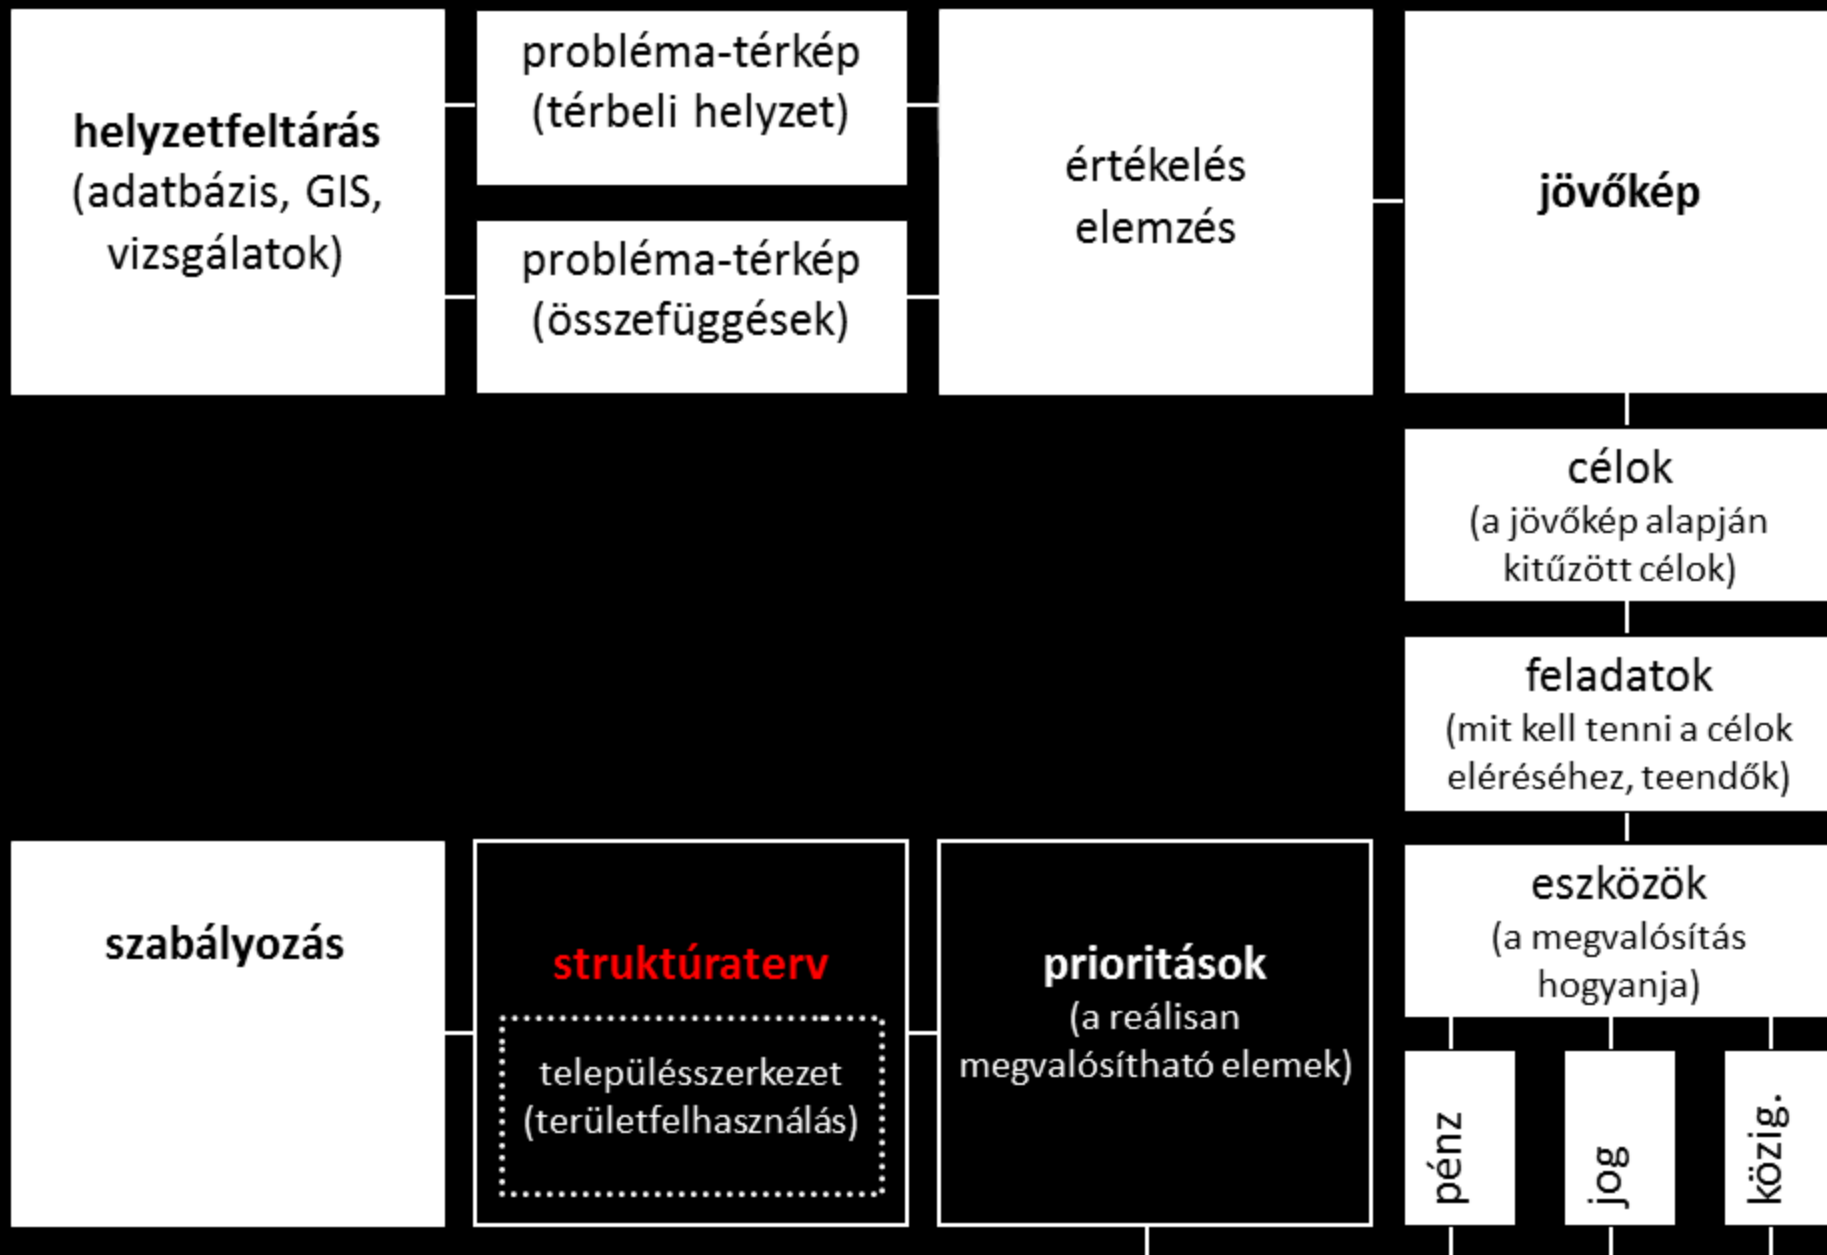 helyzetfeltárás
(adatbázis, GIS,
vizsgálatok)
probléma-térkép
(térbeli helyzet)
probléma-térkép
(összefüggések)
értékelés
elemzés
jövőkép
célok
(a jövőkép alapján
kitűzött célok)
feladatok
(mit kell tenni a célok
eléréséhez, teendők)
eszközök
(a megvalósítás
hogyanja)
pénz
jog
közig.
prioritások
(a reálisan
megvalósítható elemek)
struktúraterv
településszerkezet
(területfelhasználás)
szabályozás